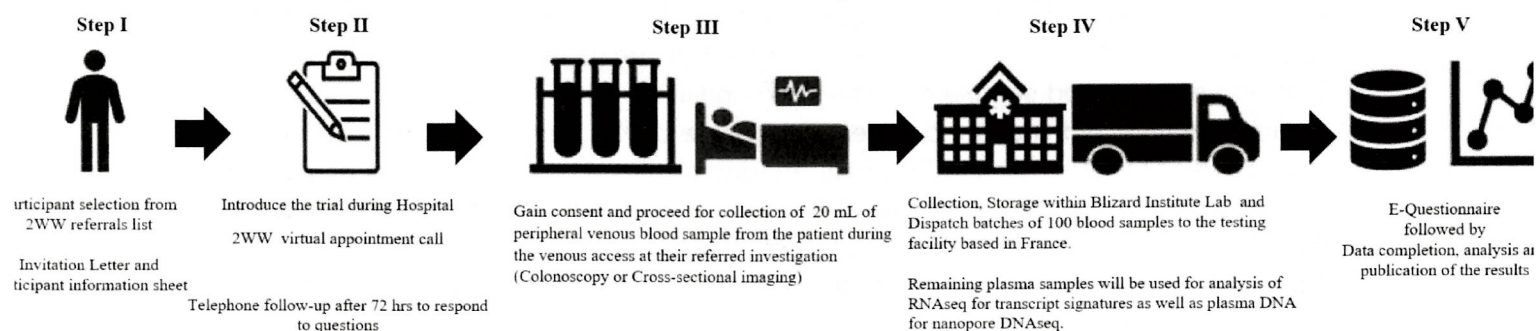 Step I
urticipant selection from
2WW referrals list
Invitation Letter and
ticipant information sheet
Step II
Introduce the trial during Hospital
2WW virtual appointment call
Telephone follow-up after 72 hrs to respond
to questions
Step III
Gain consent and proceed for collection of 20 mL of
peripheral venous blood sample from the patient during
the venous access at their referred investigation
(Colonoscopy or Cross-sectional imaging)
Step IV
Collection, Storage within Blizard Institute Lab and
Dispatch batches of 100 blood samples to the testing
facility based in France.
Remaining plasma samples will be used for analysis of
RNAseq for transcript signatures as well as plasma DNA
for nanopore DNAseq.
Step V
E-Questionnaire
followed by
Data completion, analysis an
publication of the results